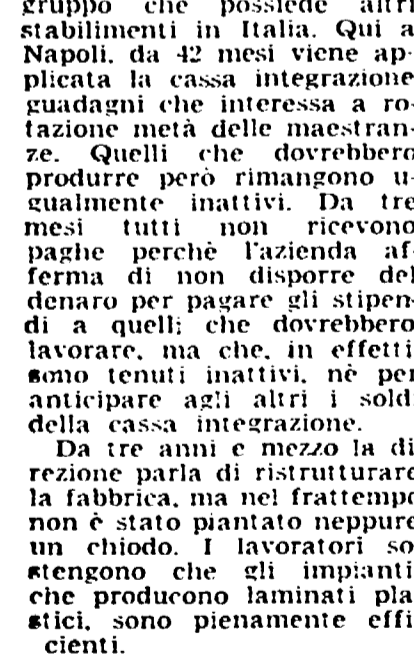 gruppo che possiede altri
stabilimenti in Italia. Qui a
Napoli, da 42 mesi viene ap-
plicata la cassa integrazione
guadagni che interessa a ro-
tazione metà delle maestran-
ze. Quelli che dovrebbero
produrre però rimangono u-
gualmente inattivi. Da tre
mesi tutti non ricevono
paghe perchè l'azienda af-
ferma di non disporre del
denaro per pagare gli stipen-
di a quelli che dovrebbero
lavorare, ma che, in effetti
sono tenuti inattivi, nè per
anticipare agli altri i soldi
della cassa integrazione.
Da tre anni e mezzo la di
rezione parla di ristrutturare
la fabbrica, ma nel frattempo
non è stato piantato neppure
un chiodo. I lavoratori so
stengono che gli impianti
che producono laminati pla
stici, sono pienamente effi
cienti.